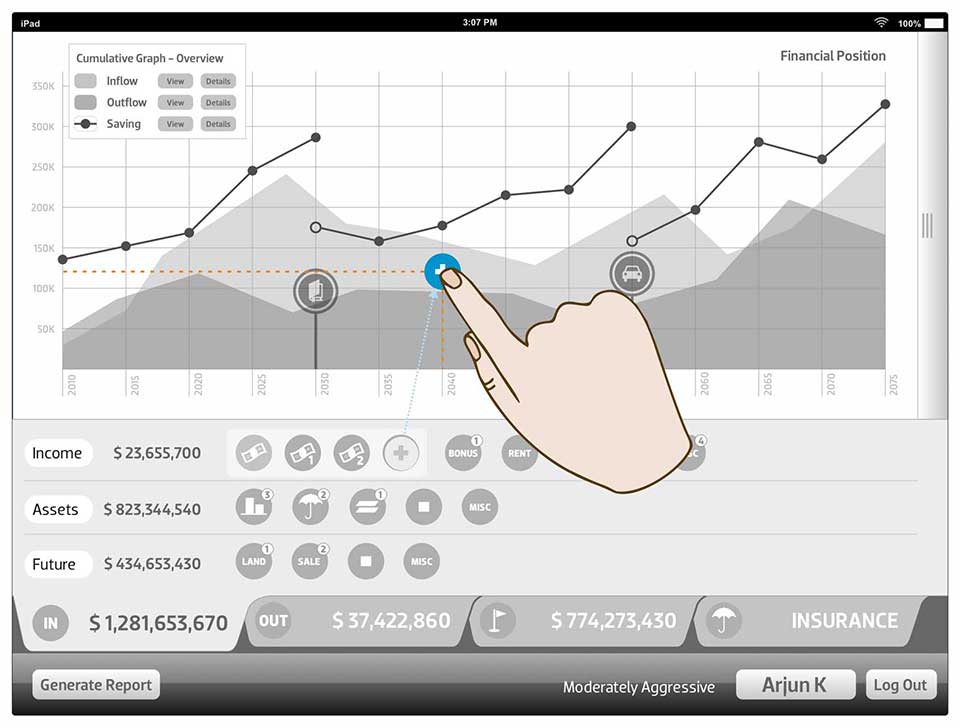 iPad 3:07 PM 100%
Cumulative Graph – Overview
Financial Position
Inflow View Details
Outflow View Details
Saving View Details
350K
300K
250K
200K
150K
100K
50K
2010 2015 2020 2025 2030 2035 2040 2060 2065 2070 2075
Income $ 23,655,700 1 2 BONUS 1 RENT 4
Assets $ 823,344,540 3 2 1 MISC
Future $ 434,653,430 LAND 1 SALE 2 MISC
IN $ 1,281,653,670 OUT $ 37,422,860 $ 774,273,430 INSURANCE
Generate Report Moderately Aggressive Arjun K Log Out